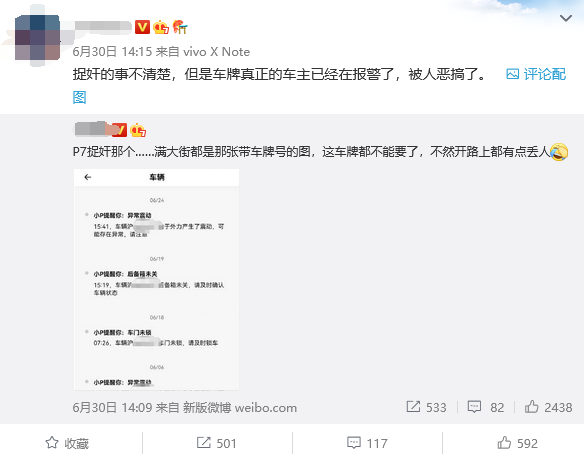 6月30日 14:15 来自 vivo X Note
捉奸的事不清楚，但是车牌真正的车主已经在报警了，被人恶搞了。 评论配
图
P7捉奸那个......满大街都是那张带车牌号的图，这车牌都不能要了，不然开路上都有点丢人
车辆
06/24
小P提醒你：异常震动
15:41，车辆沪 由于外力产生了震动，可
能存在异常，请注意
06/19
小P提醒你：后备箱未关
15:19，车辆沪 后备箱未关，请及时确认
车辆状态
06/18
小P提醒你：车门未锁
07:26，车辆沪 车门未锁，请及时锁车
06/06
小P提醒你：异常震动
6月30日 14:09 来自 新版微博 weibo.com 533 82 2438
收藏 501 117 592